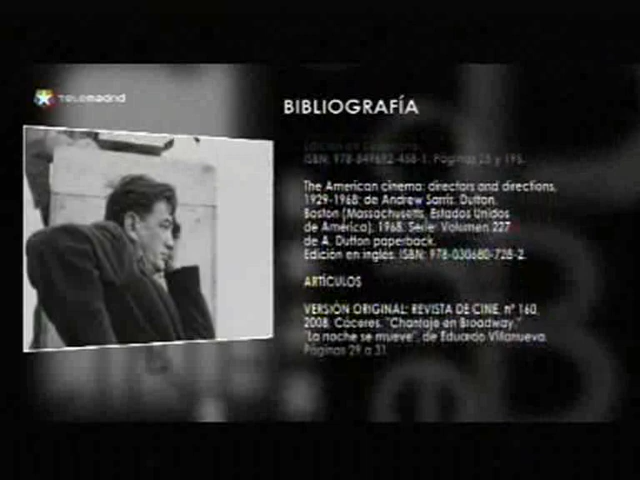 TELEMADRID
BIBLIOGRAFÍA
ISBN: 978-849692-458-1. Páginas 25 y 195.
The American cinema: directors and directions,
1929-1968; de Andrew Sarris. Dutton.
Boston (Massachusetts, Estados Unidos
de América), 1968. Serie: Volumen 227
de A. Dutton paperback.
Edición en inglés. ISBN: 978-030680-728-2.
ARTÍCULOS
VERSIÓN ORIGINAL: REVISTA DE CINE, nº 160.
2008. Cáceres. "Chantaje en Broadway."
"La noche se mueve", de Eduardo Villanueva.
Páginas 29 a 31.